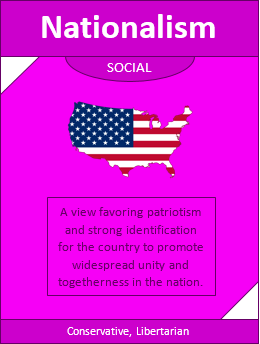 Nationalism
SOCIAL
A view favoring patriotism
and strong identification
for the country to promote
widespread unity and
togetherness in the nation.
Conservative, Libertarian